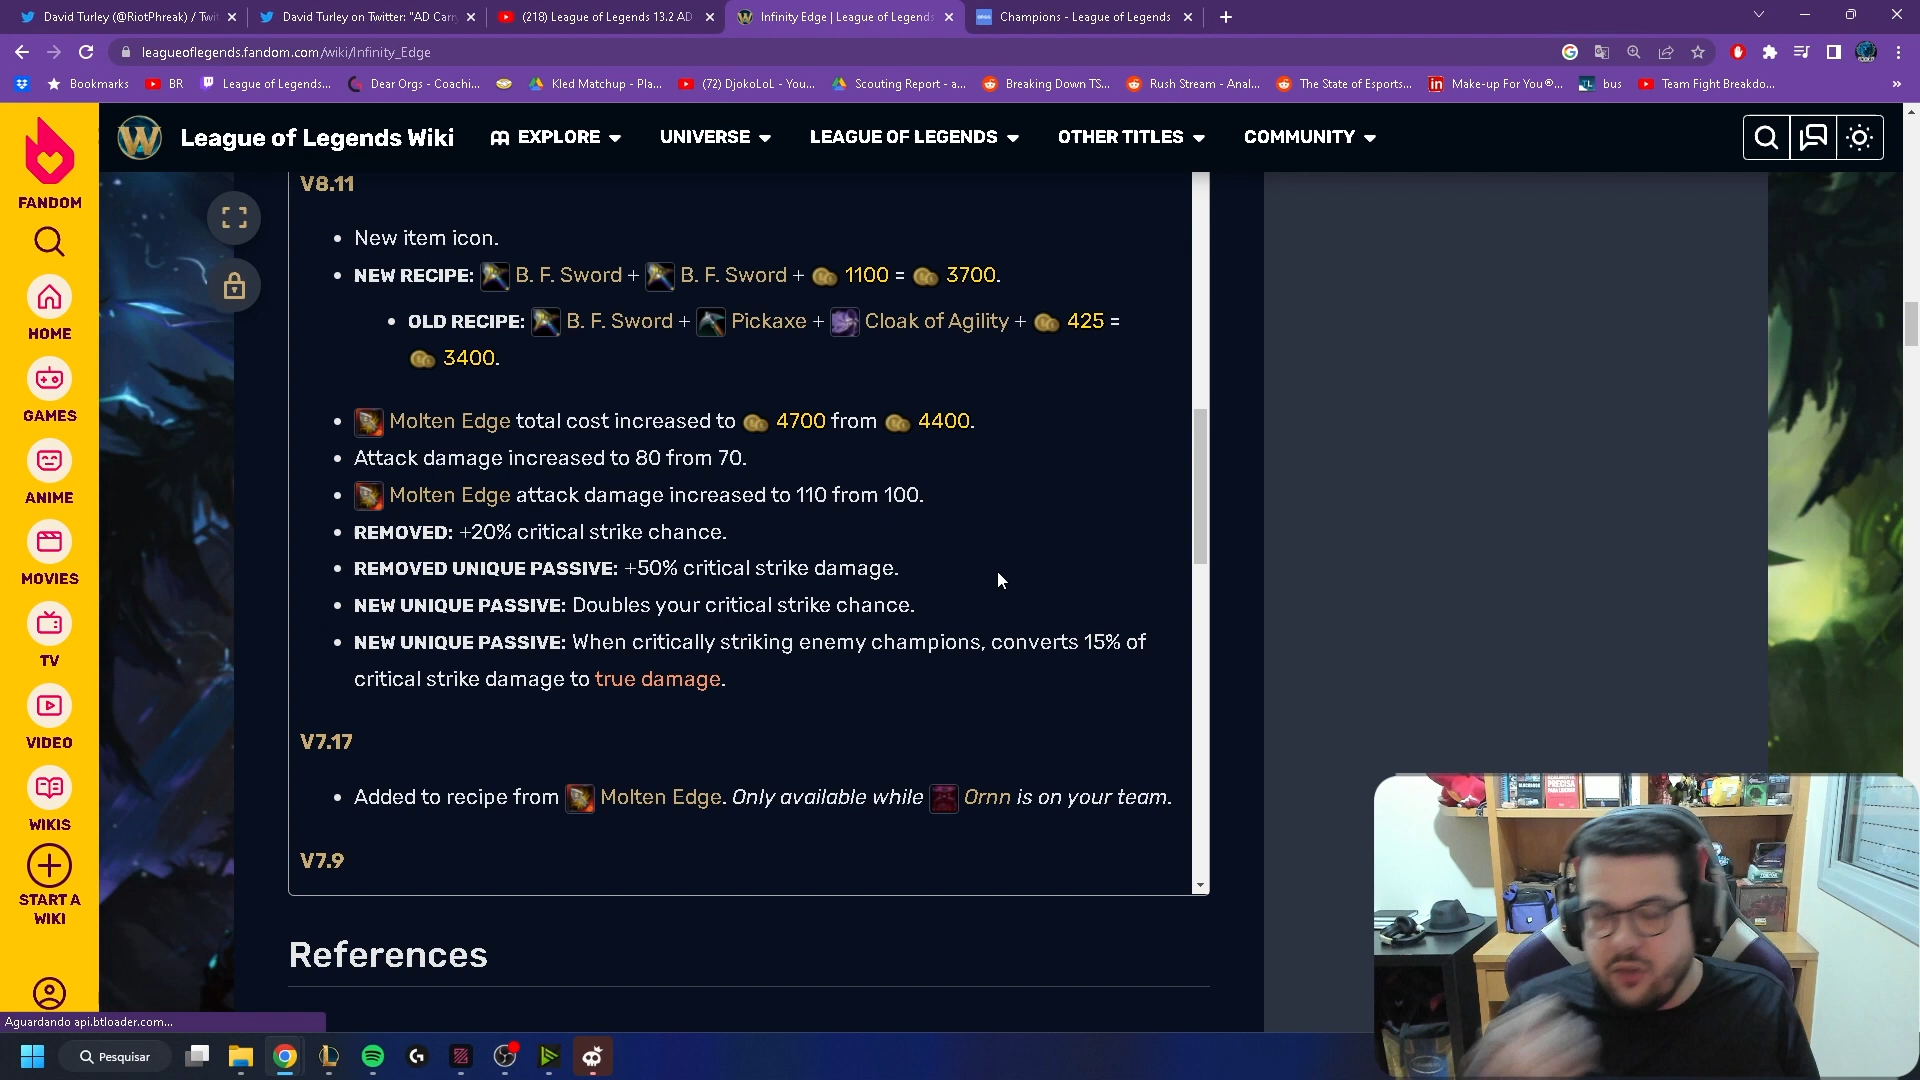 David Turley (@RiotPhreak) / Twit
David Turley on Twitter: "AD Carry
(218) League of Legends 13.2 AD
Infinity Edge | League of Legends
Champions - League of Legends
leagueoflegends.fandom.com/wiki/Infinity_Edge
Bookmarks
BR
League of Legends...
Dear Orgs - Coachi...
Kled Matchup - Pla...
(72) DjokoLoL - You...
Scouting Report - a...
Breaking Down TS...
Rush Stream - Anal...
The State of Esports...
Make-up For You®...
bus
Team Fight Breakdo...
League of Legends Wiki
EXPLORE
UNIVERSE
LEAGUE OF LEGENDS
OTHER TITLES
COMMUNITY
FANDOM
HOME
GAMES
ANIME
MOVIES
TV
VIDEO
WIKIS
START A
WIKI
V8.11
New item icon.
NEW RECIPE: B. F. Sword + B. F. Sword + 1100 = 3700.
OLD RECIPE: B. F. Sword + Pickaxe + Cloak of Agility + 425 =
3400.
Molten Edge total cost increased to 4700 from 4400.
Attack damage increased to 80 from 70.
Molten Edge attack damage increased to 110 from 100.
REMOVED: +20% critical strike chance.
REMOVED UNIQUE PASSIVE: +50% critical strike damage.
NEW UNIQUE PASSIVE: Doubles your critical strike chance.
NEW UNIQUE PASSIVE: When critically striking enemy champions, converts 15% of
critical strike damage to true damage.
V7.17
Added to recipe from Molten Edge. Only available while Ornn is on your team.
V7.9
References
Aguardando api.btloader.com...
Pesquisar